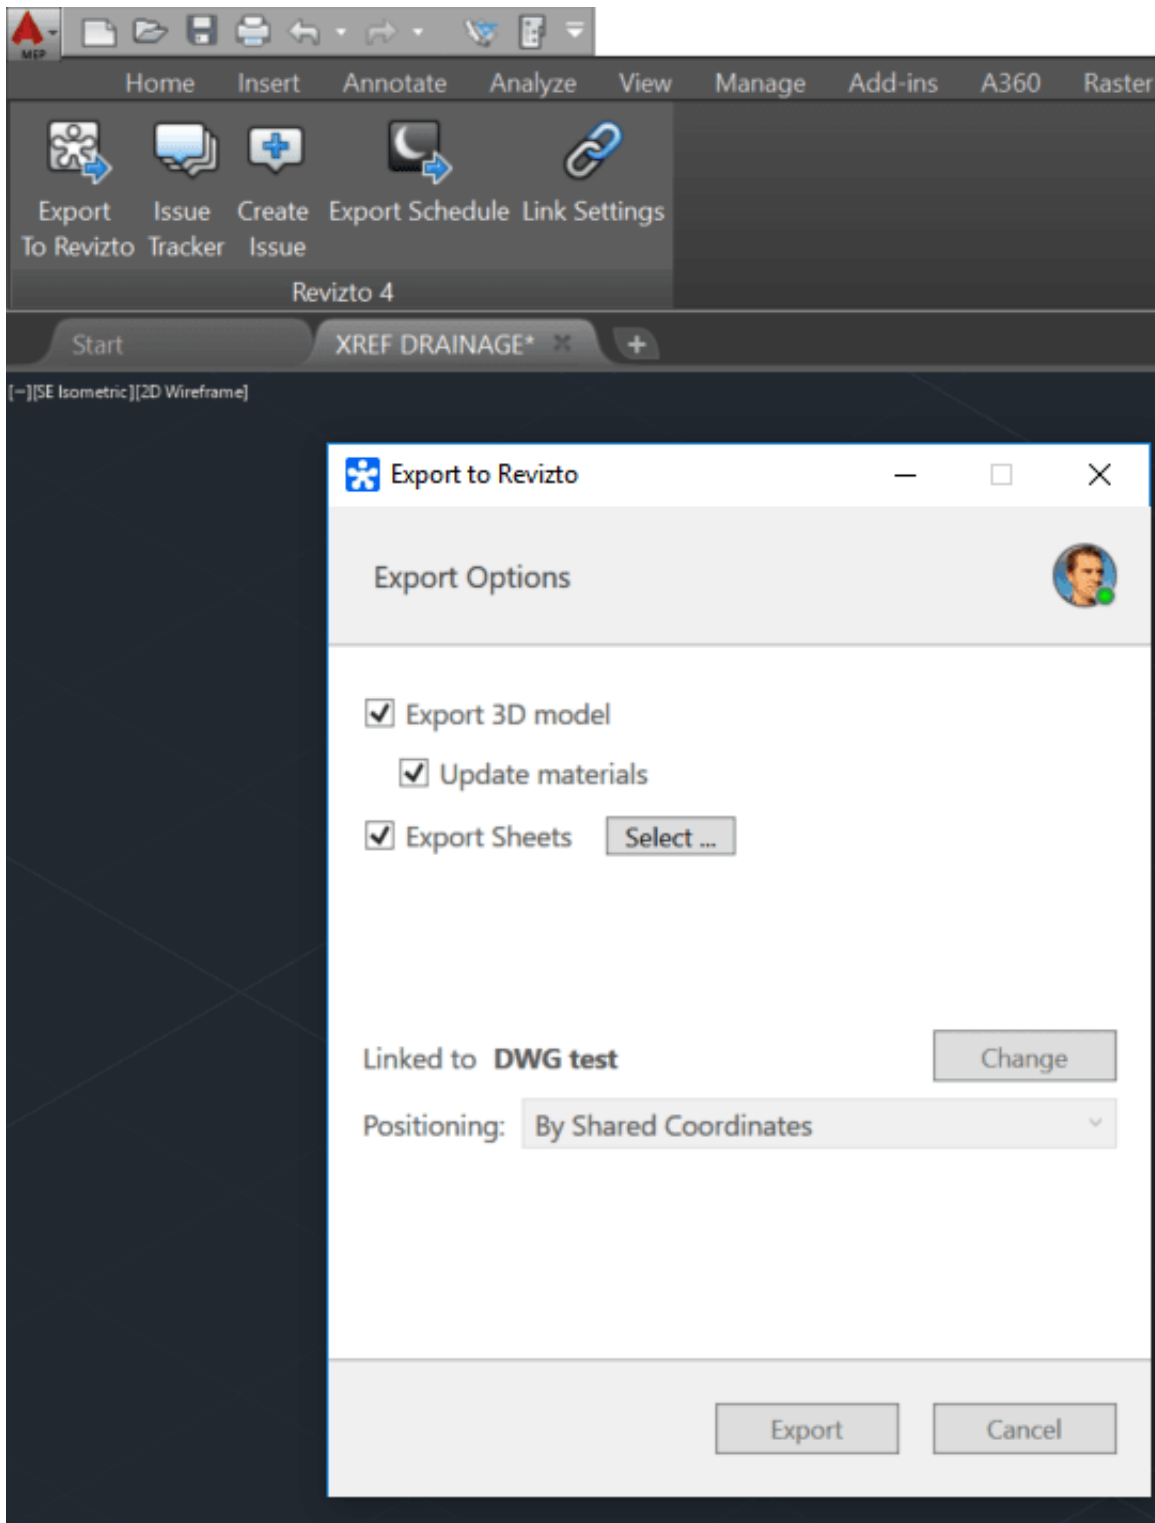 MEP
Home Insert Annotate Analyze View Manage Add-ins A360 Raster
Export Issue Create Export Schedule Link Settings
To Revizto Tracker Issue
Revizto 4
Start XREF DRAINAGE*
[−][SE Isometric][2D Wireframe]
Export to Revizto
Export Options
Export 3D model
Update materials
Export Sheets Select ...
Linked to DWG test Change
Positioning: By Shared Coordinates
Export Cancel